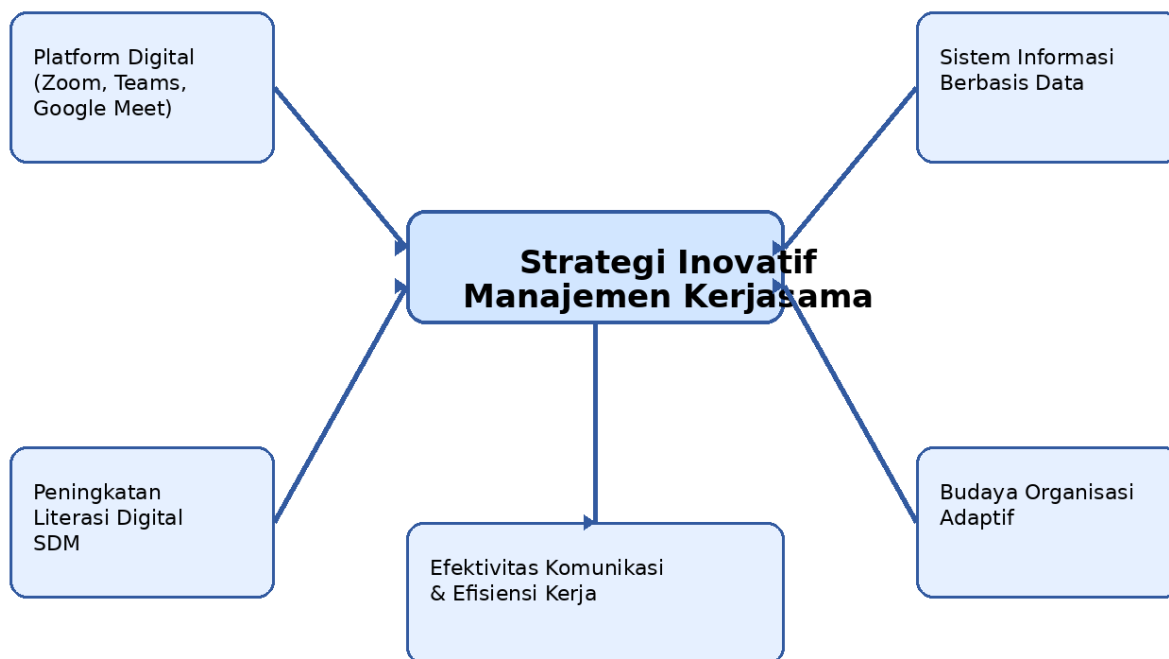 Platform Digital
(Zoom, Teams,
Google Meet)
Sistem Informasi
Berbasis Data
Strategi Inovatif
Manajemen Kerjasama
Peningkatan
Literasi Digital
SDM
Budaya Organisasi
Adaptif
Efektivitas Komunikasi
& Efisiensi Kerja